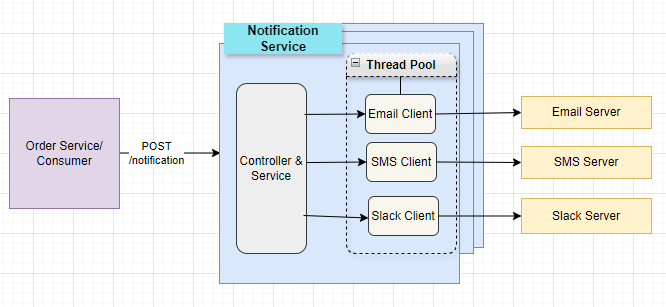 Notification
Service
Thread Pool
Order Service/
Consumer
POST
/notification
Controller &
Service
Email Client
SMS Client
Slack Client
Email Server
SMS Server
Slack Server